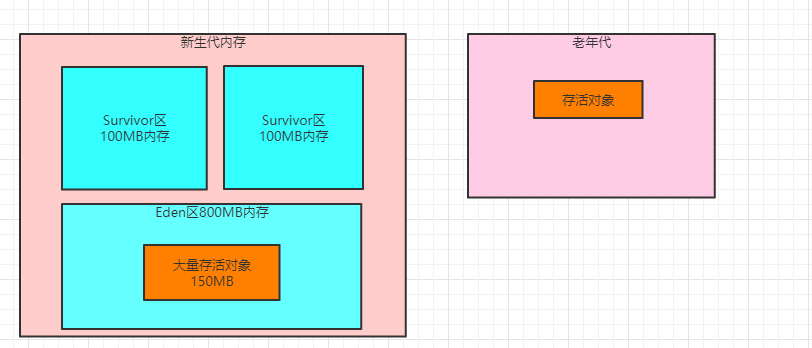 新生代内存
Survivor区
100MB内存
Survivor区
100MB内存
Eden区800MB内存
大量存活对象
150MB
老年代
存活对象